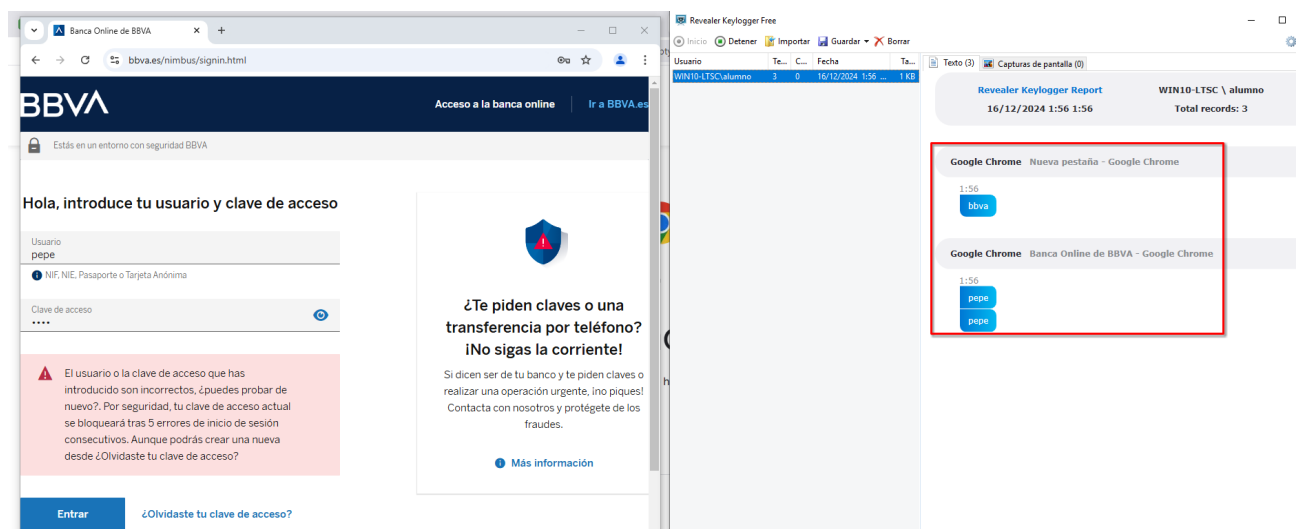 Banca Online de BBVA
bbva.es/nimbus/signin.html
BBVA
Acceso a la banca online
Ir a BBVA.es
Estás en un entorno con seguridad BBVA
Hola, introduce tu usuario y clave de acceso
Usuario
pepe
NIF, NIE, Pasaporte o Tarjeta Anónima
Clave de acceso
••••
El usuario o la clave de acceso que has
introducido son incorrectos, ¿puedes probar de
nuevo?. Por seguridad, tu clave de acceso actual
se bloqueará tras 5 errores de inicio de sesión
consecutivos. Aunque podrás crear una nueva
desde ¿Olvidaste tu clave de acceso?
Entrar
¿Olvidaste tu clave de acceso?
¿Te piden claves o una
transferencia por teléfono?
¡No sigas la corriente!
Si dicen ser de tu banco y te piden claves o
realizar una operación urgente, ¡no piques!
Contacta con nosotros y protégete de los
fraudes.
Más información
Revealer Keylogger Free
Inicio Detener Importar Guardar Borrar
Usuario Te... C... Fecha Ta...
WIN10-LTSC\alumno 3 0 16/12/2024 1:56 ... 1 KB
Texto (3) Capturas de pantalla (0)
Revealer Keylogger Report WIN10-LTSC \ alumno
16/12/2024 1:56 1:56 Total records: 3
Google Chrome Nueva pestaña - Google Chrome
1:56
bbva
Google Chrome Banca Online de BBVA - Google Chrome
1:56
pepe
pepe